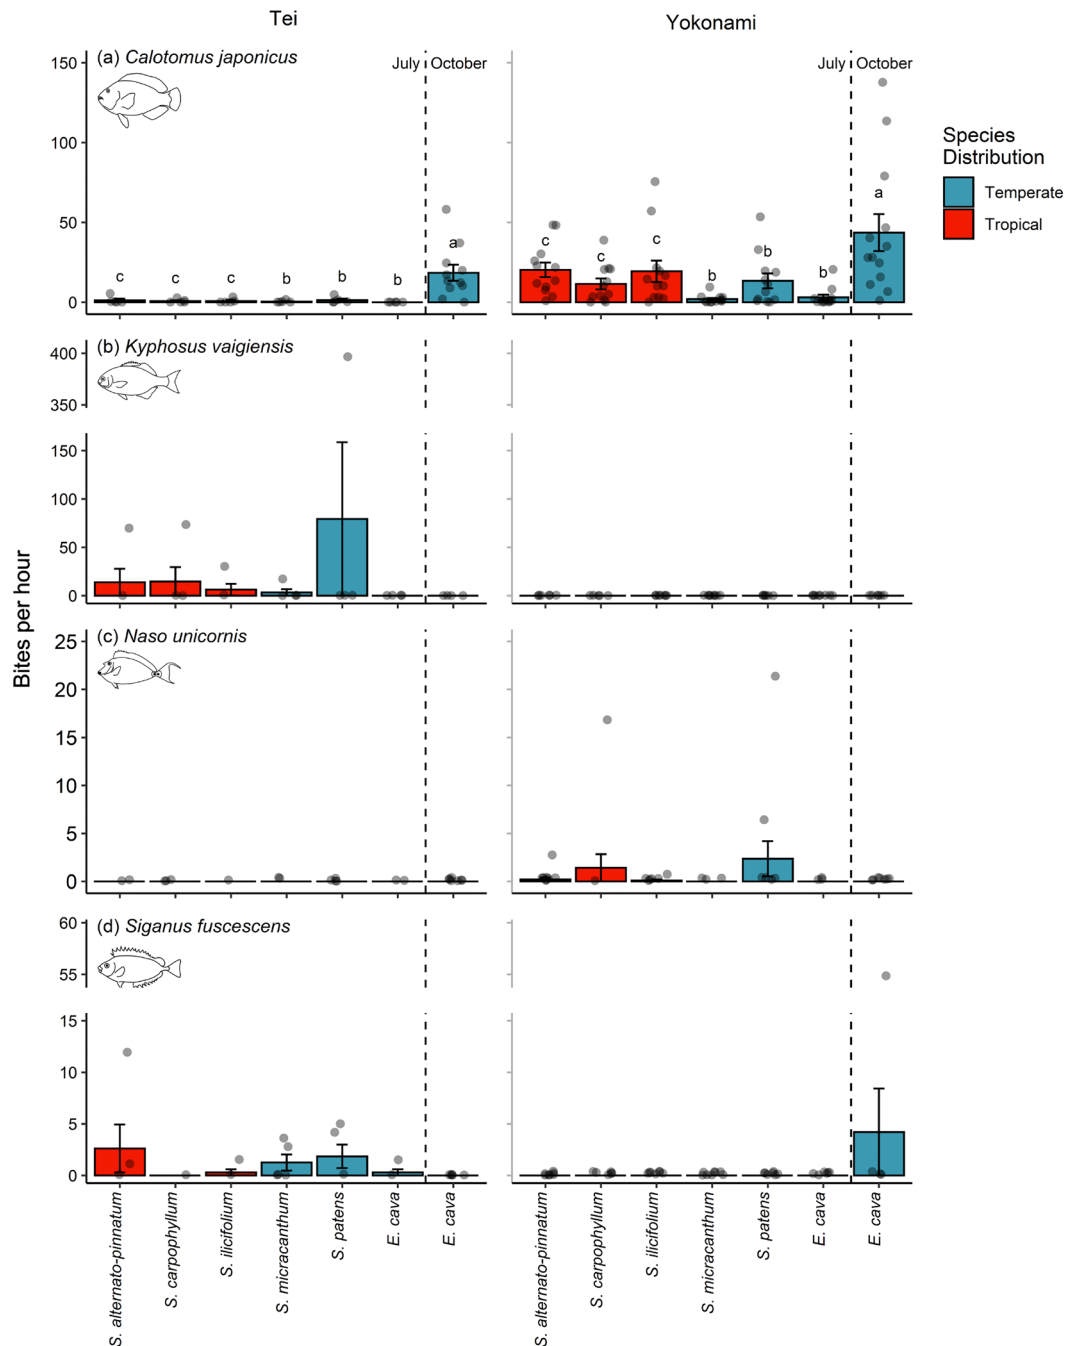 Tei
Yokonami
(a) Calotomus japonicus
July October
July October
150
100
50
0
c c c b b b a
c c c b b b a
Species
Distribution
Temperate
Tropical
(b) Kyphosus vaigiensis
400
350
150
100
50
0
Bites per hour
(c) Naso unicornis
25
20
15
10
5
0
(d) Siganus fuscescens
60
55
15
10
5
0
S. alternato-pinnatum
S. carpophyllum
S. ilicifolium
S. micracanthum
S. patens
E. cava
E. cava
S. alternato-pinnatum
S. carpophyllum
S. ilicifolium
S. micracanthum
S. patens
E. cava
E. cava